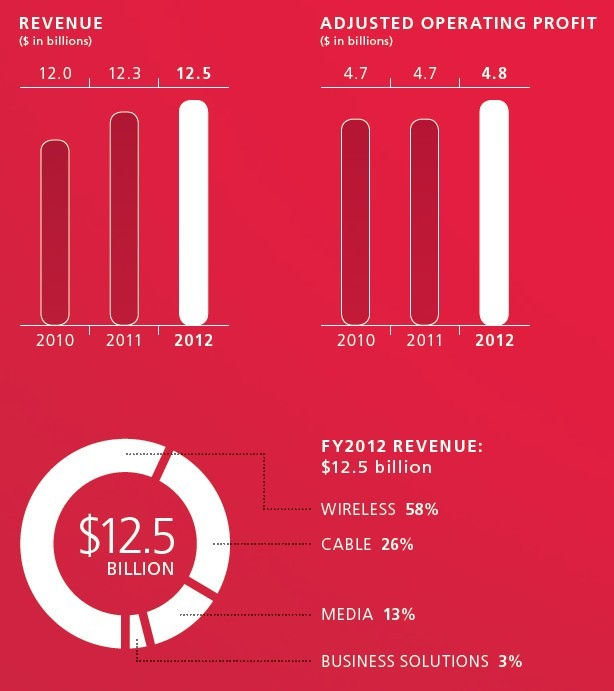 REVENUE
($ in billions)
12.0 12.3 12.5
2010 2011 2012
ADJUSTED OPERATING PROFIT
($ in billions)
4.7 4.7 4.8
2010 2011 2012
$12.5
BILLION
FY2012 REVENUE:
$12.5 billion
WIRELESS 58%
CABLE 26%
MEDIA 13%
BUSINESS SOLUTIONS 3%